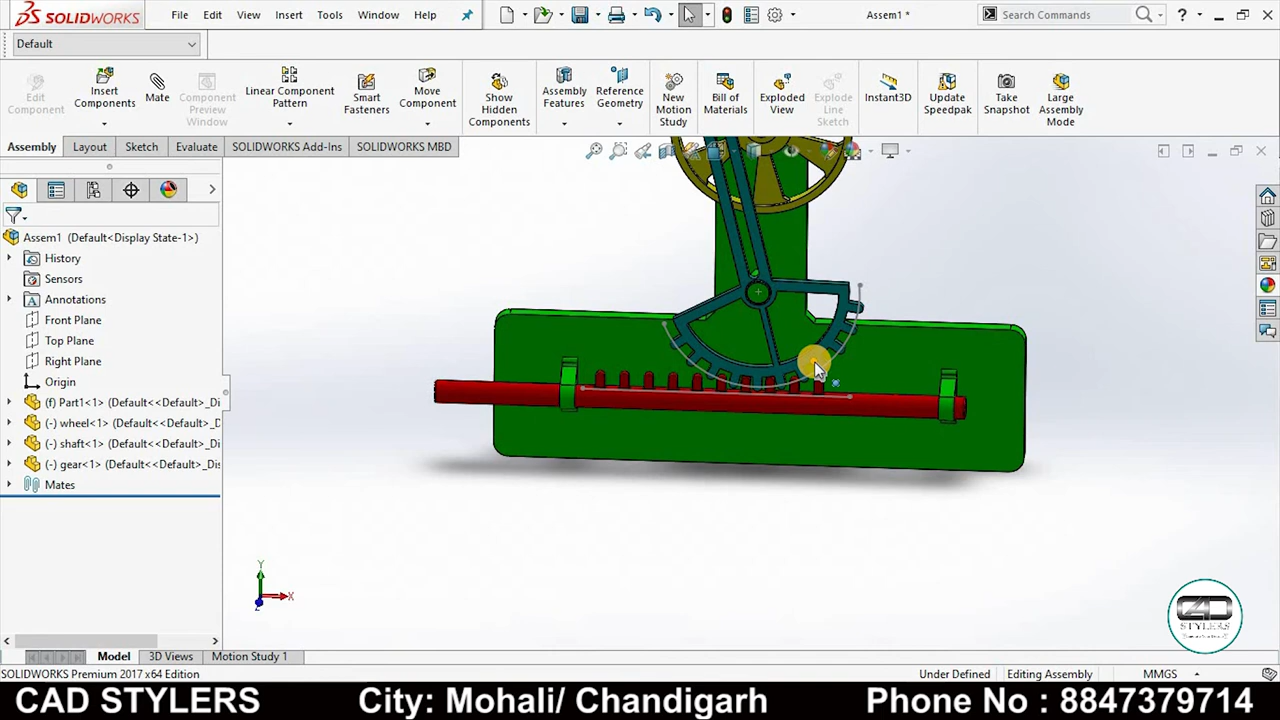 SOLIDWORKS
File Edit View Insert Tools Window Help
Assem1 *
Search Commands
Default
Edit Component
Insert Components
Mate
Component Preview Window
Linear Component Pattern
Smart Fasteners
Move Component
Show Hidden Components
Assembly Features
Reference Geometry
New Motion Study
Bill of Materials
Exploded View
Explode Line Sketch
Instant3D
Update Speedpak
Take Snapshot
Large Assembly Mode
Assembly Layout Sketch Evaluate SOLIDWORKS Add-Ins SOLIDWORKS MBD
Assem1 (Default<Display State-1>)
History
Sensors
Annotations
Front Plane
Top Plane
Right Plane
Origin
(f) Part1<1> (Default<<Default>_Di
(-) wheel<1> (Default<<Default>_D
(-) shaft<1> (Default<<Default>_Di
(-) gear<1> (Default<<Default>_Dis
Mates
Y
X
Z
STYLERS
Model 3D Views Motion Study 1
SOLIDWORKS Premium 2017 x64 Edition
Under Defined Editing Assembly MMGS
CAD STYLERS City: Mohali/ Chandigarh Phone No : 8847379714